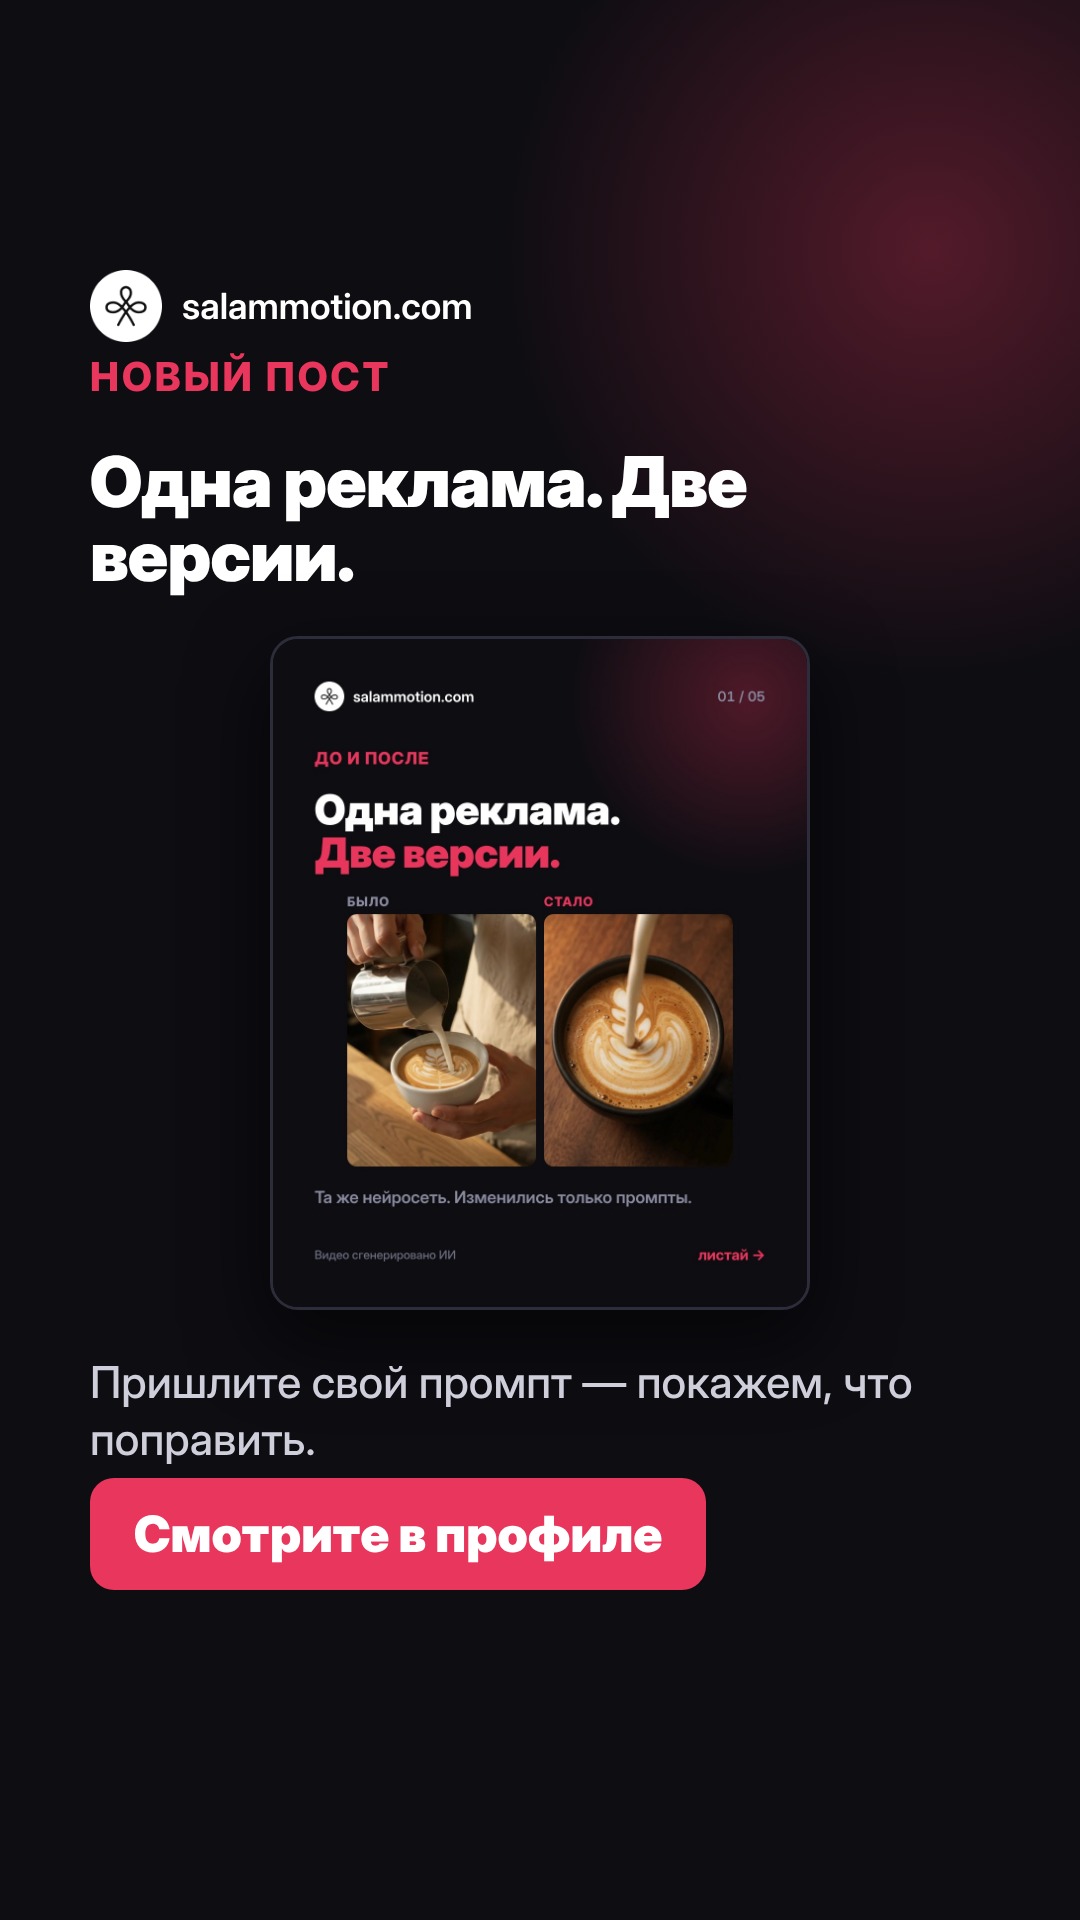 salammotion.com
НОВЫЙ ПОСТ
Одна реклама. Две
версии.
salammotion.com
01 / 05
ДО И ПОСЛЕ
Одна реклама.
Две версии.
БЫЛО
СТАЛО
Та же нейросеть. Изменились только промпты.
Видео сгенерировано ИИ
листай →
Пришлите свой промпт — покажем, что
поправить.
Смотрите в профиле